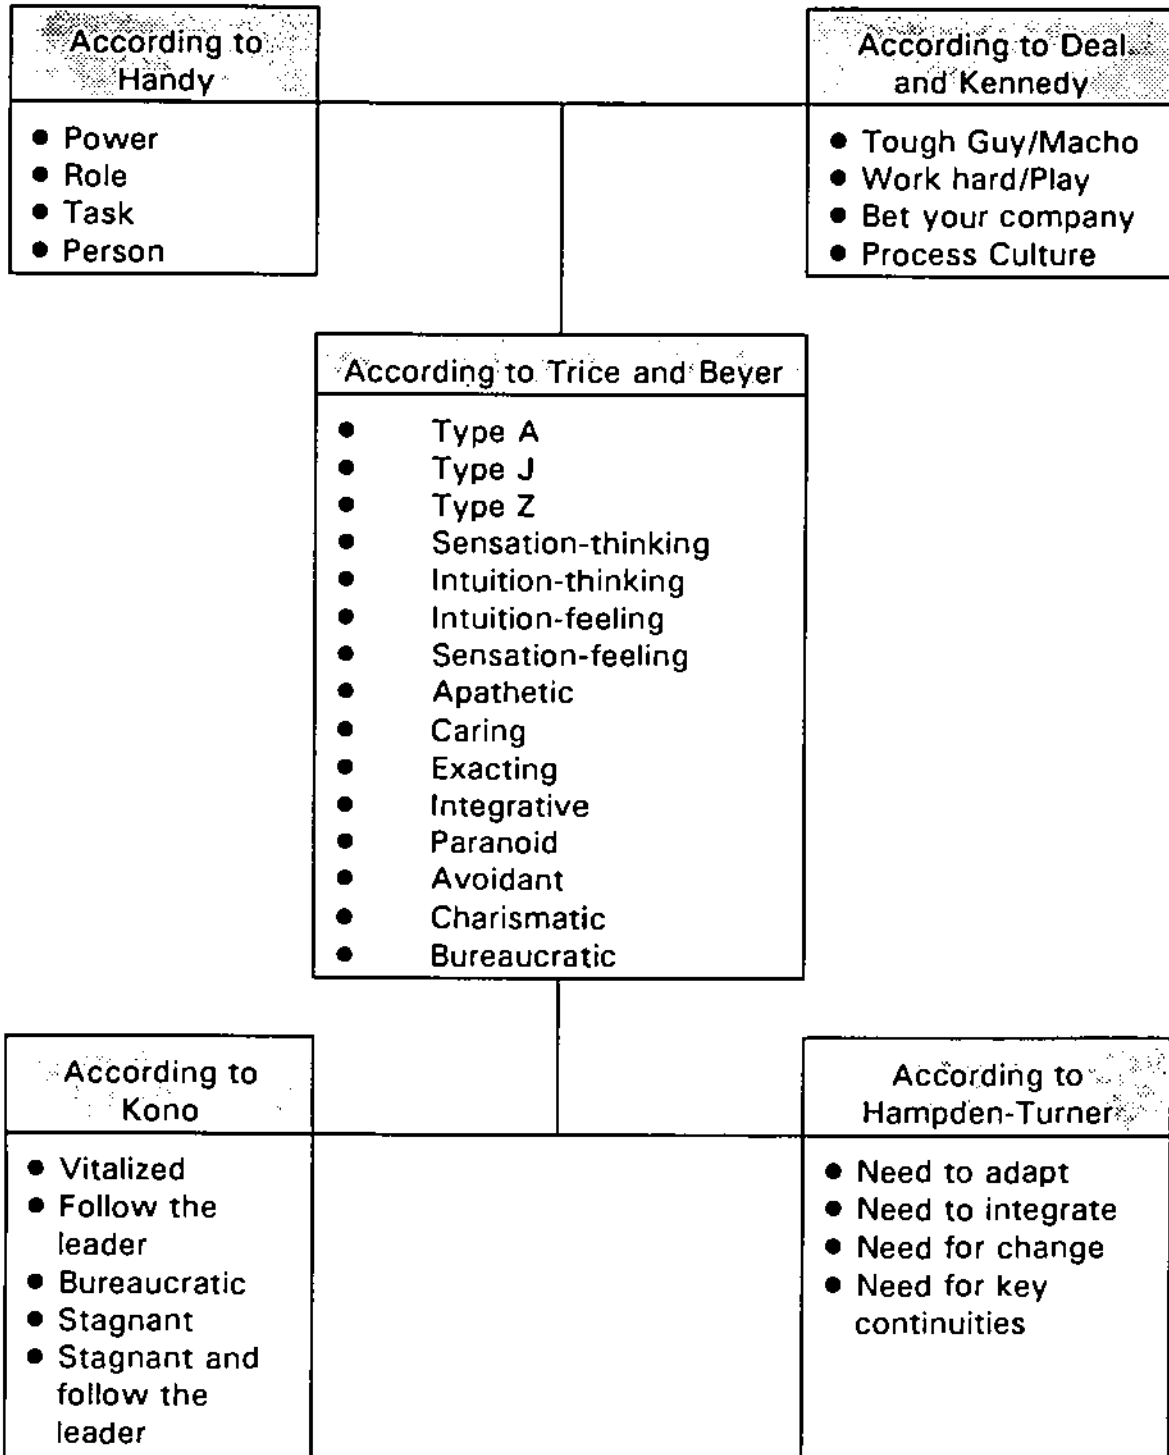 According to
Handy
● Power
● Role
● Task
● Person
According to Deal
and Kennedy
● Tough Guy/Macho
● Work hard/Play
● Bet your company
● Process Culture
According to Trice and Beyer
● Type A
● Type J
● Type Z
● Sensation-thinking
● Intuition-thinking
● Intuition-feeling
● Sensation-feeling
● Apathetic
● Caring
● Exacting
● Integrative
● Paranoid
● Avoidant
● Charismatic
● Bureaucratic
According to
Kono
● Vitalized
● Follow the
leader
● Bureaucratic
● Stagnant
● Stagnant and
follow the
leader
According to
Hampden-Turner
● Need to adapt
● Need to integrate
● Need for change
● Need for key
continuities